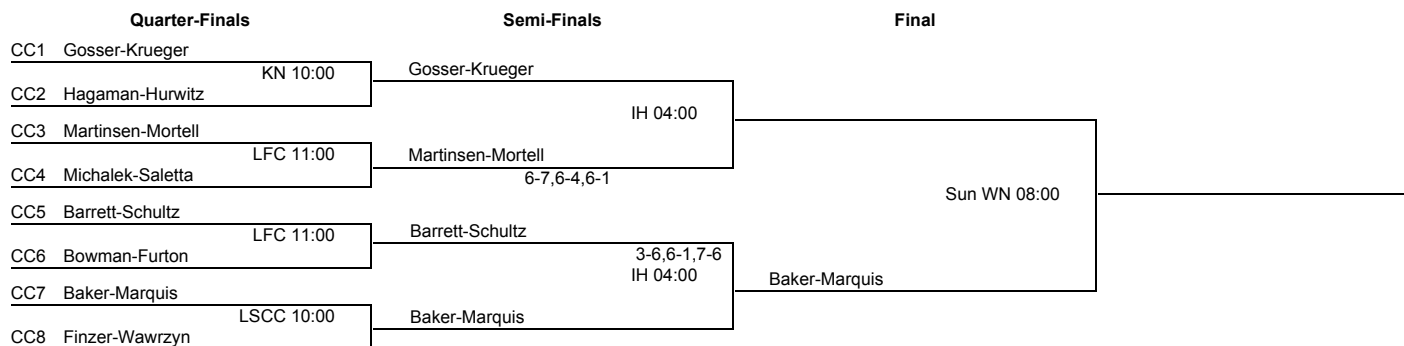 Quarter-Finals Semi-Finals Final
CC1 Gosser-Krueger
KN 10:00 Gosser-Krueger
CC2 Hagaman-Hurwitz
IH 04:00
CC3 Martinsen-Mortell
LFC 11:00 Martinsen-Mortell
CC4 Michalek-Saletta 6-7,6-4,6-1
Sun WN 08:00
CC5 Barrett-Schultz
LFC 11:00 Barrett-Schultz
CC6 Bowman-Furton 3-6,6-1,7-6
IH 04:00 Baker-Marquis
CC7 Baker-Marquis
LSCC 10:00 Baker-Marquis
CC8 Finzer-Wawrzyn